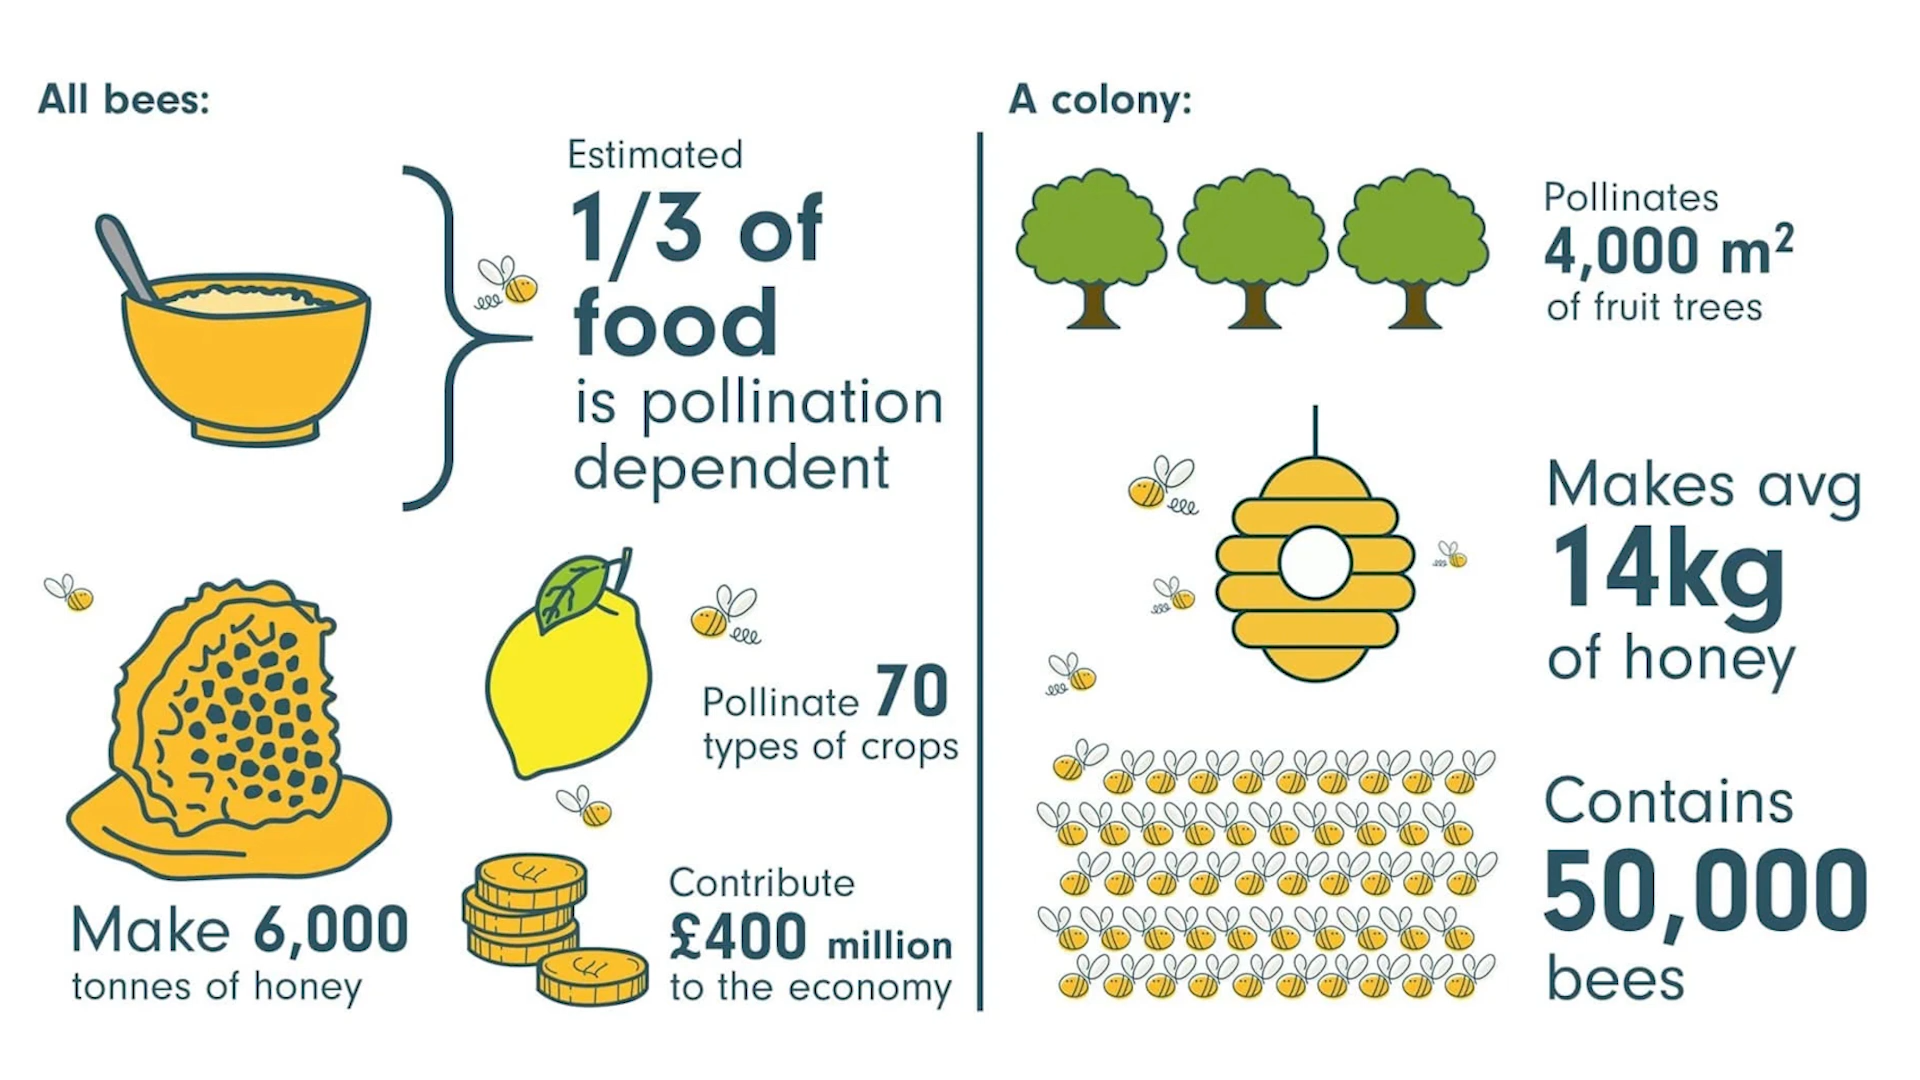 All bees:
Estimated
1/3 of
food
is pollination
dependent
Make 6,000
tonnes of honey
Pollinate 70
types of crops
Contribute
£400 million
to the economy
A colony:
Pollinates
4,000 m²
of fruit trees
Makes avg
14kg
of honey
Contains
50,000
bees